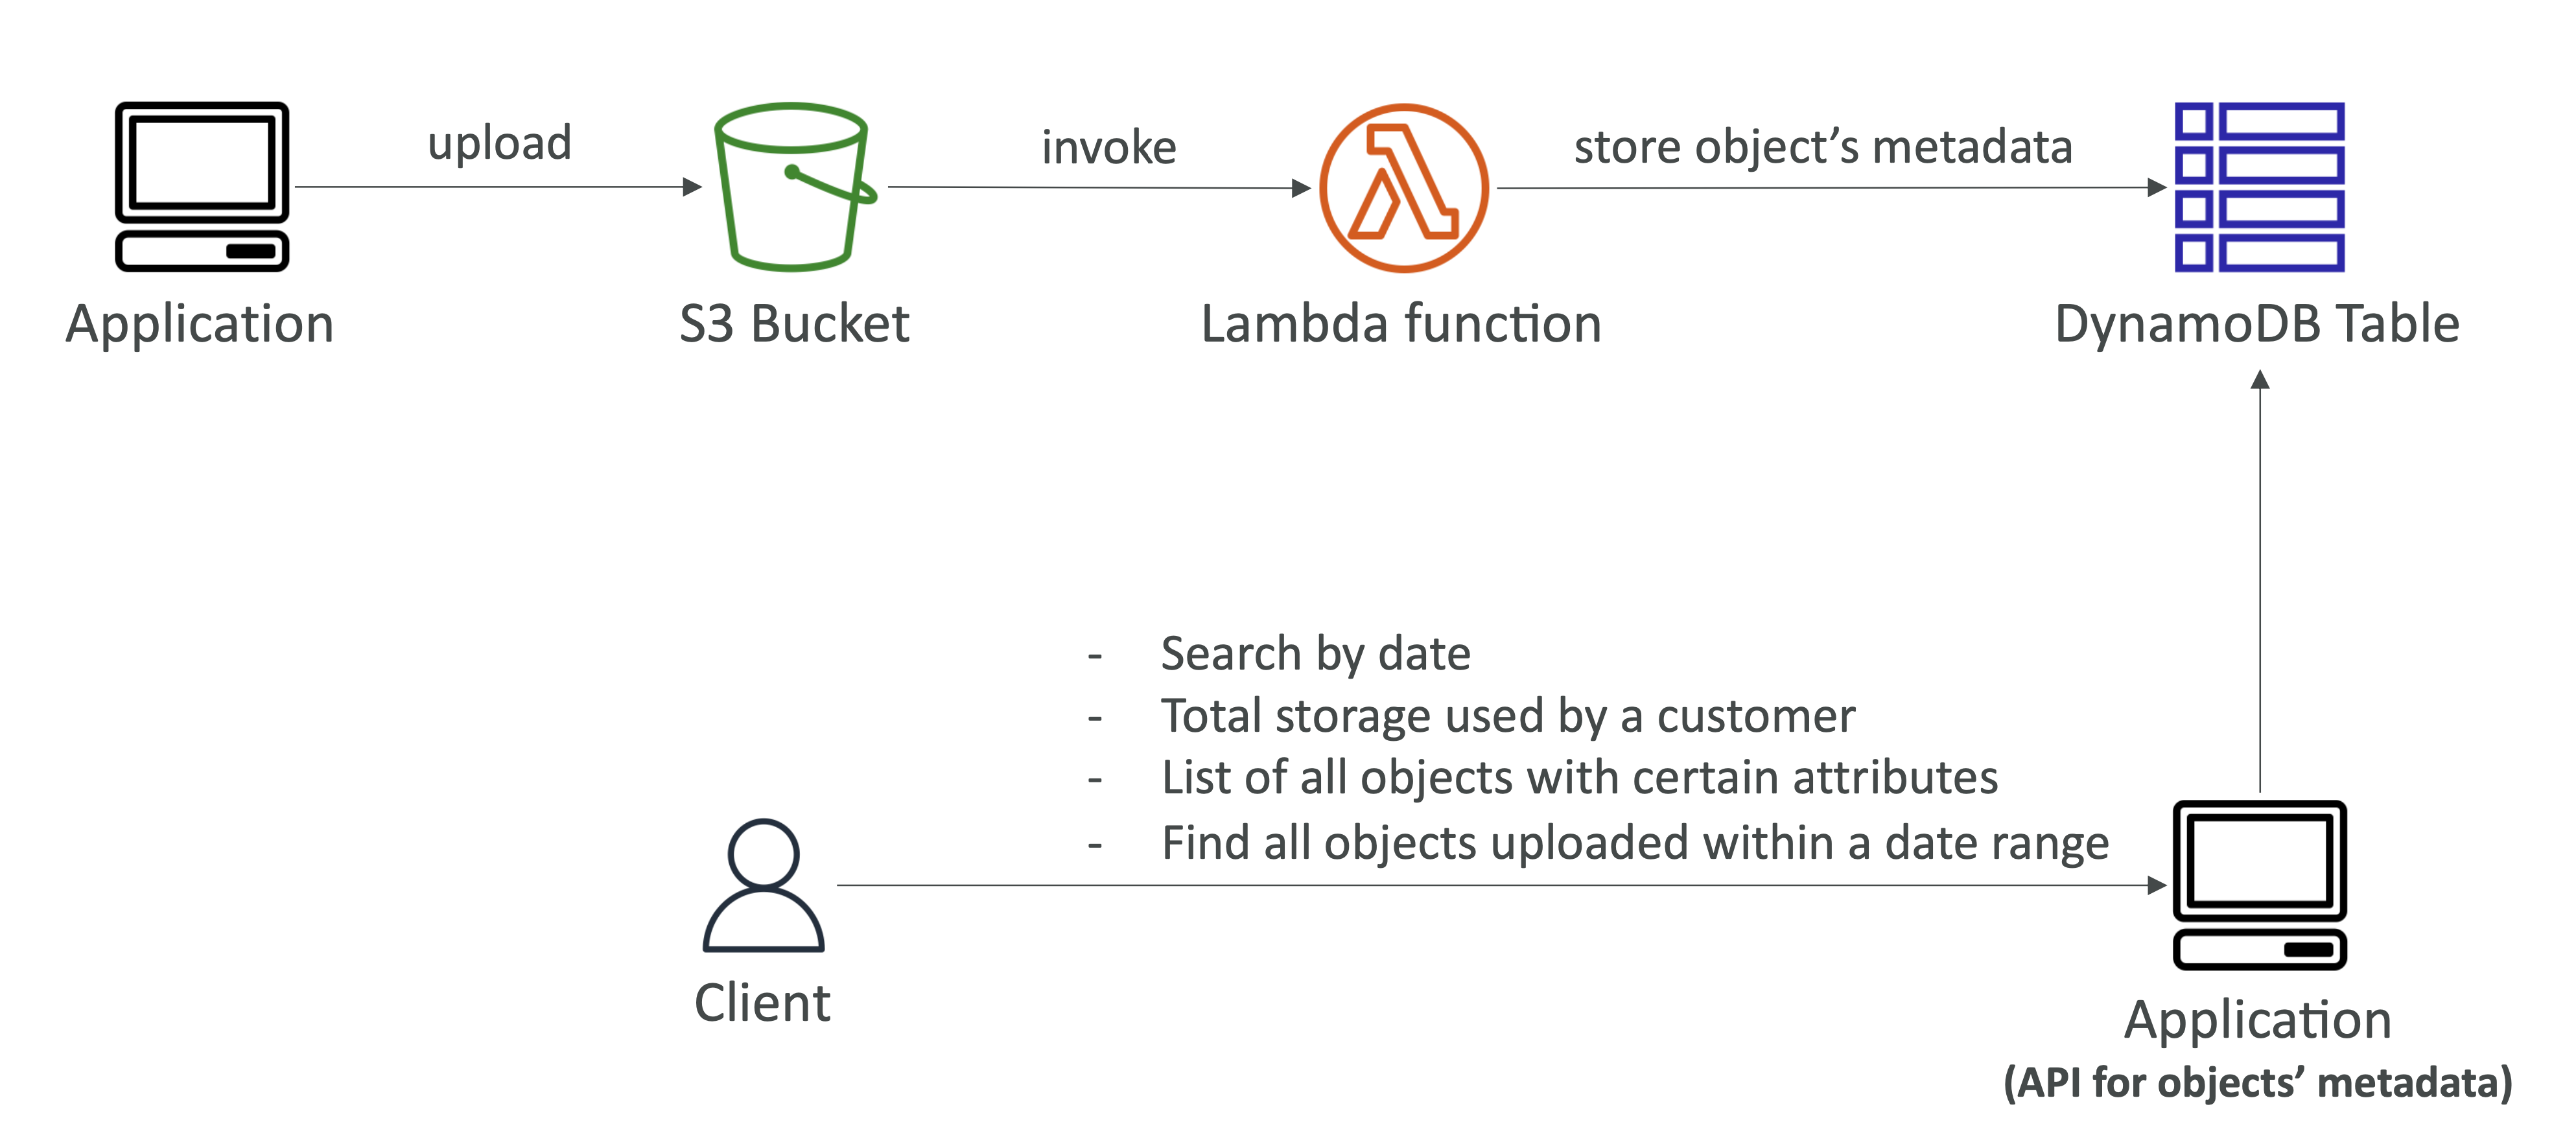 upload
invoke
store object’s metadata
Application
S3 Bucket
Lambda function
DynamoDB Table
- Search by date
- Total storage used by a customer
- List of all objects with certain attributes
- Find all objects uploaded within a date range
Client
Application
(API for objects’ metadata)